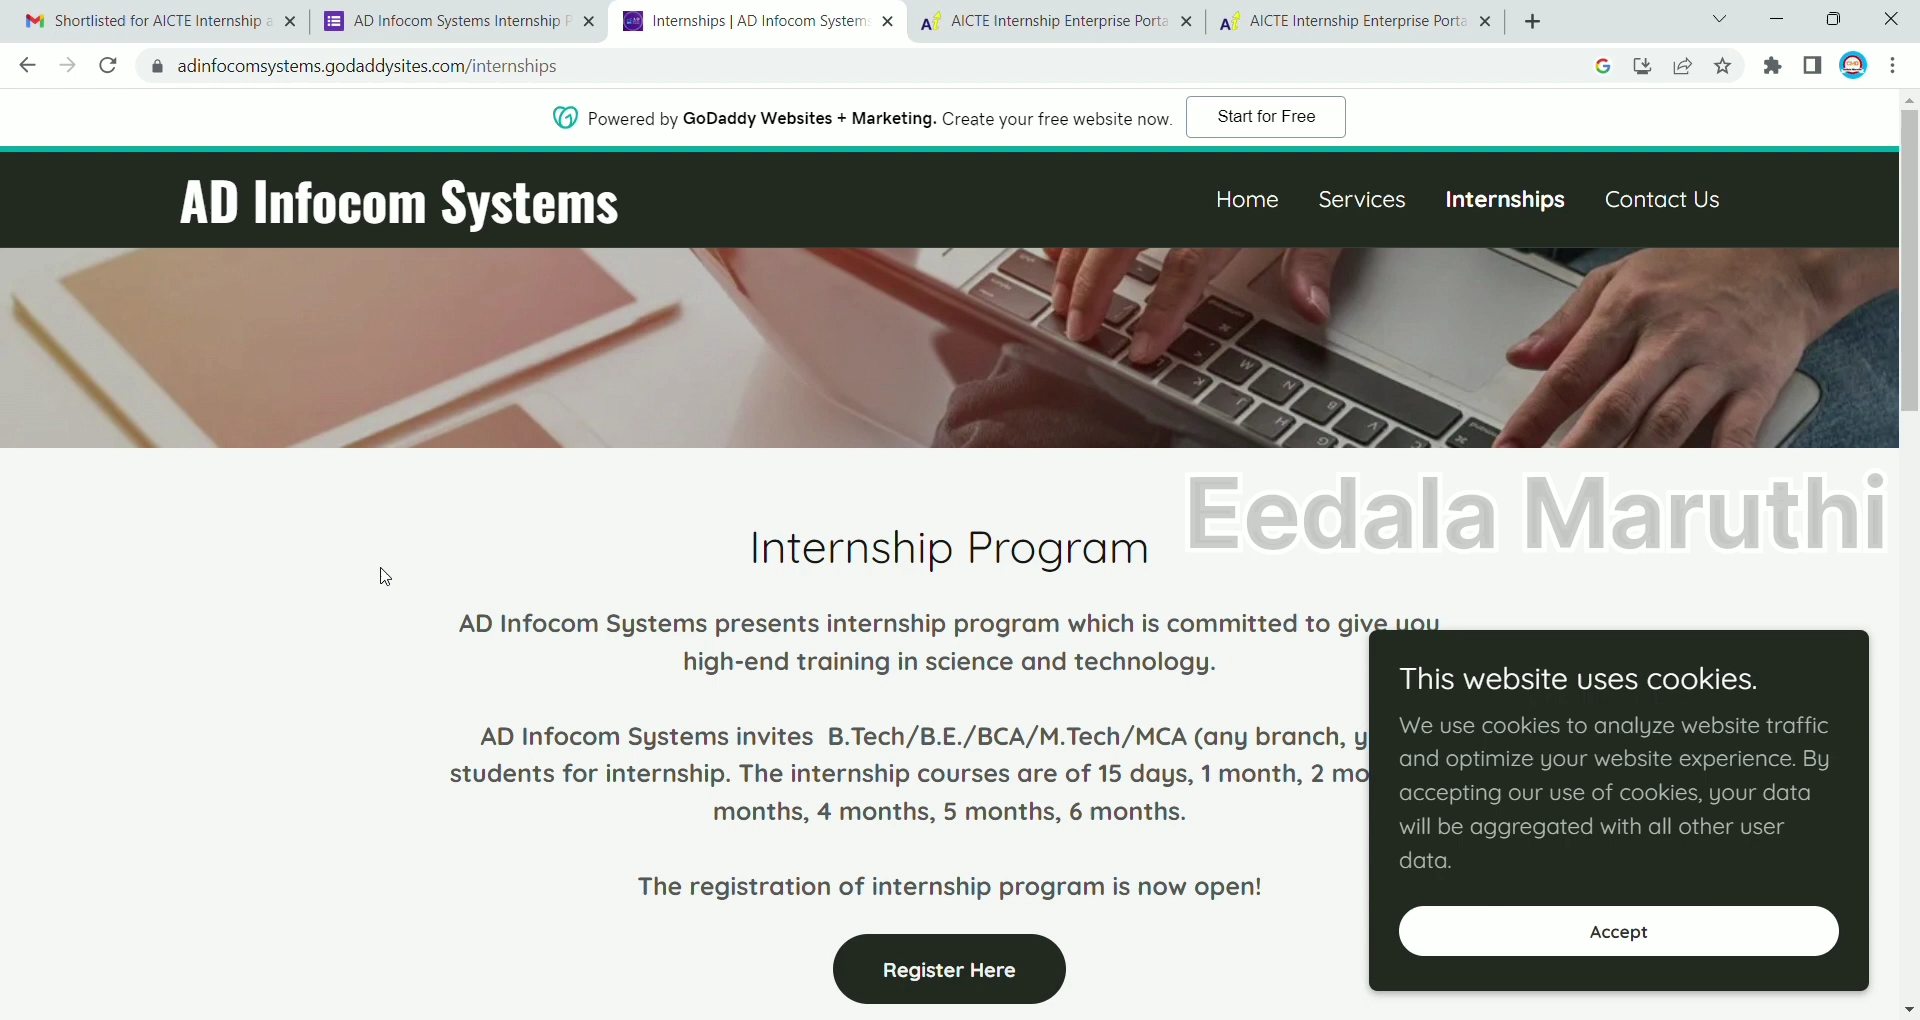 Shortlisted for AICTE Internship
AD Infocom Systems Internship
Internships | AD Infocom Systems
AICTE Internship Enterprise Porta
AICTE Internship Enterprise Porta
adinfocomsystems.godaddysites.com/internships
Powered by GoDaddy Websites + Marketing. Create your free website now.
Start for Free
AD Infocom Systems
Home
Services
Internships
Contact Us
Eedala Maruthi
Internship Program
AD Infocom Systems presents internship program which is committed to give you
high-end training in science and technology.
AD Infocom Systems invites B.Tech/B.E./BCA/M.Tech/MCA (any branch, y
students for internship. The internship courses are of 15 days, 1 month, 2 mo
months, 4 months, 5 months, 6 months.
The registration of internship program is now open!
Register Here
This website uses cookies.
We use cookies to analyze website traffic
and optimize your website experience. By
accepting our use of cookies, your data
will be aggregated with all other user
data.
Accept